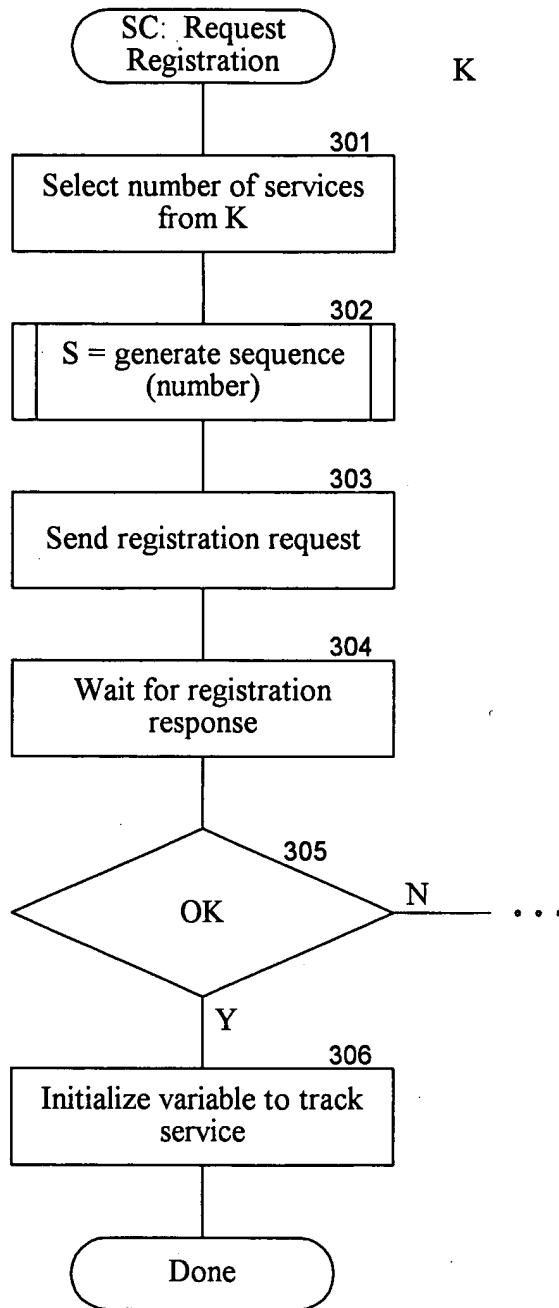 SC: Request
Registration
K
301
Select number of services
from K
302
S = generate sequence
(number)
303
Send registration request
304
Wait for registration
response
305
OK
N
Y
306
Initialize variable to track
service
Done